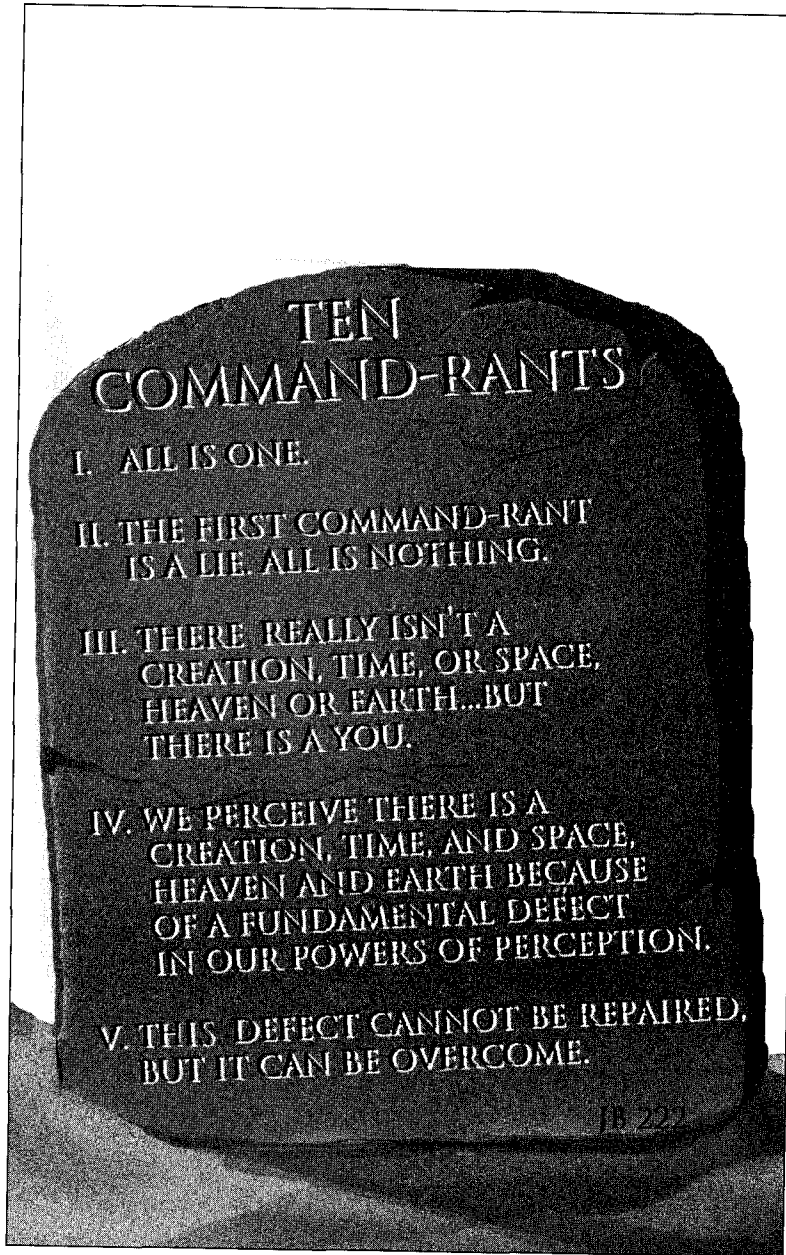 TEN
COMMAND-RANTS
I. ALL IS ONE.
II. THE FIRST COMMAND-RANT
IS A LIE. ALL IS NOTHING.
III. THERE REALLY ISN'T A
CREATION, TIME, OR SPACE,
HEAVEN OR EARTH...BUT
THERE IS A YOU.
IV. WE PERCEIVE THERE IS A
CREATION, TIME, AND SPACE,
HEAVEN AND EARTH BECAUSE
OF A FUNDAMENTAL DEFECT
IN OUR POWERS OF PERCEPTION.
V. THIS DEFECT CANNOT BE REPAIRED,
BUT IT CAN BE OVERCOME.
JB 222